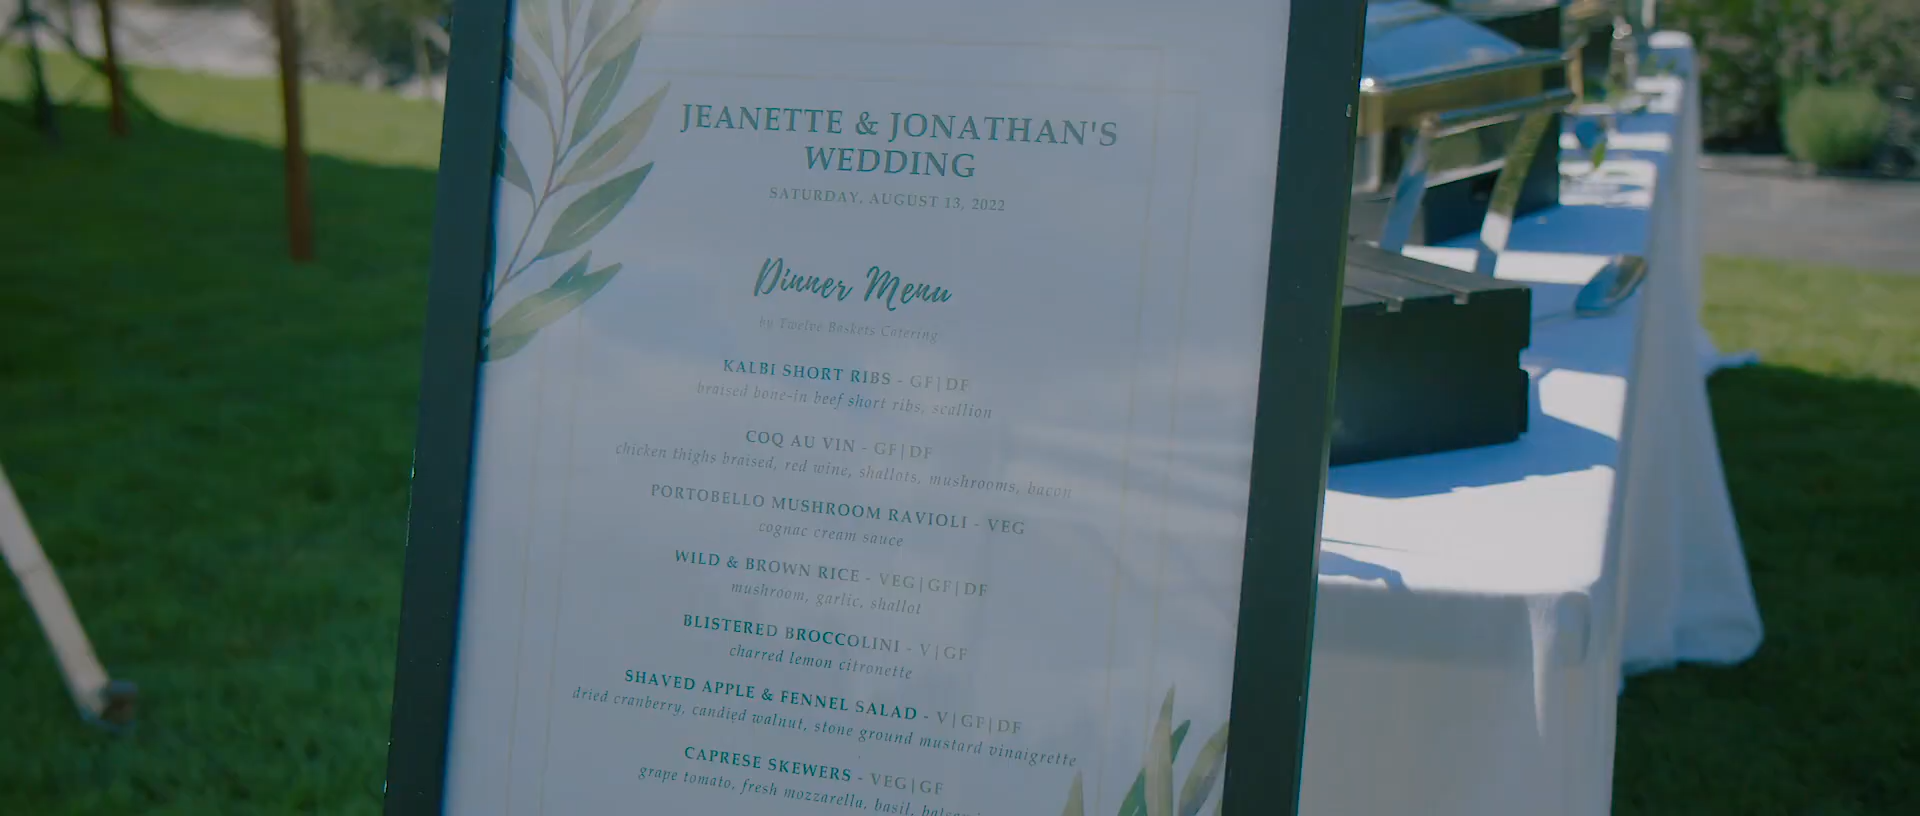 JEANETTE & JONATHAN'S
WEDDING
SATURDAY, AUGUST 13, 2022
Dinner Menu
by Twelve Baskets Catering
KALBI SHORT RIBS - GF|DF
braised bone-in beef short ribs, scallion
COQ AU VIN - GF|DF
chicken thighs braised, red wine, shallots, mushrooms, bacon
PORTOBELLO MUSHROOM RAVIOLI - VEG
cognac cream sauce
WILD & BROWN RICE - VEG|GF|DF
mushroom, garlic, shallot
BLISTERED BROCCOLINI - V|GF
charred lemon citronette
SHAVED APPLE & FENNEL SALAD - V|GF|DF
dried cranberry, candied walnut, stone ground mustard vinaigrette
CAPRESE SKEWERS - VEG|GF
grape tomato, fresh mozzarella, basil,